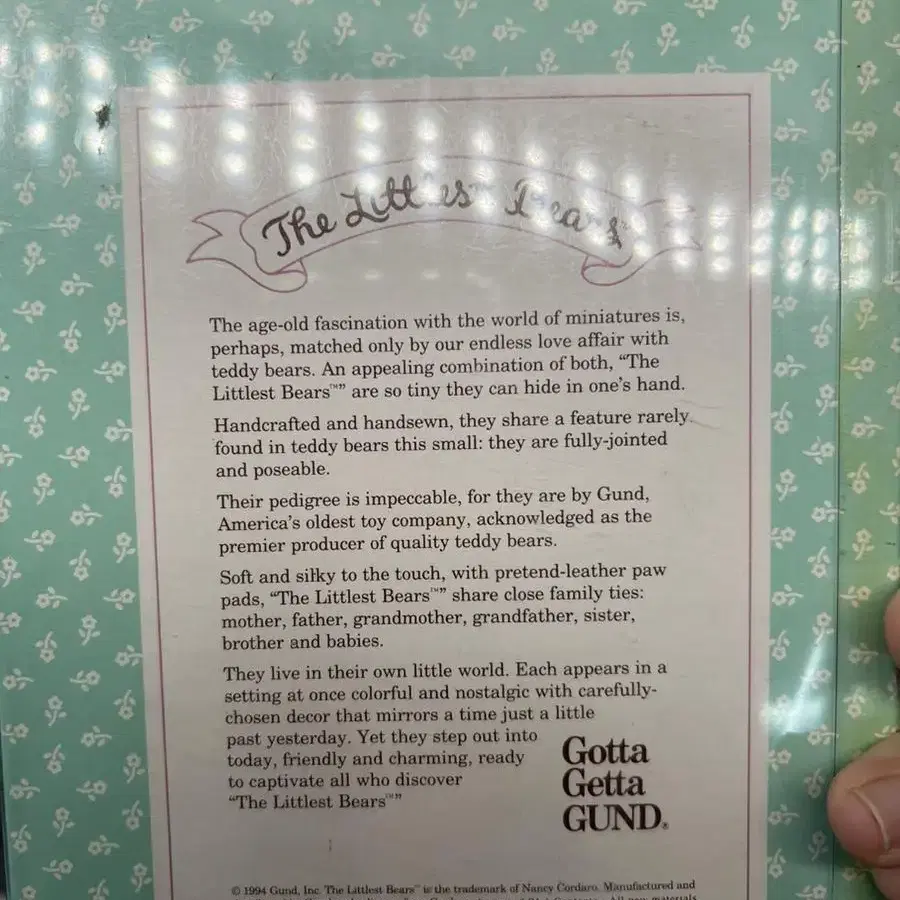 The Littlest Bears™
The age-old fascination with the world of miniatures is,
perhaps, matched only by our endless love affair with
teddy bears. An appealing combination of both, “The
Littlest Bears™” are so tiny they can hide in one’s hand.
Handcrafted and handsewn, they share a feature rarely
found in teddy bears this small: they are fully-jointed
and poseable.
Their pedigree is impeccable, for they are by Gund,
America’s oldest toy company, acknowledged as the
premier producer of quality teddy bears.
Soft and silky to the touch, with pretend-leather paw
pads, “The Littlest Bears™” share close family ties:
mother, father, grandmother, grandfather, sister,
brother and babies.
They live in their own little world. Each appears in a
setting at once colorful and nostalgic with carefully-
chosen decor that mirrors a time just a little
past yesterday. Yet they step out into
today, friendly and charming, ready
to captivate all who discover
“The Littlest Bears™”
Gotta
Getta
GUND®
© 1994 Gund, Inc. The Littlest Bears™ is the trademark of Nancy Cordaro. Manufactured and